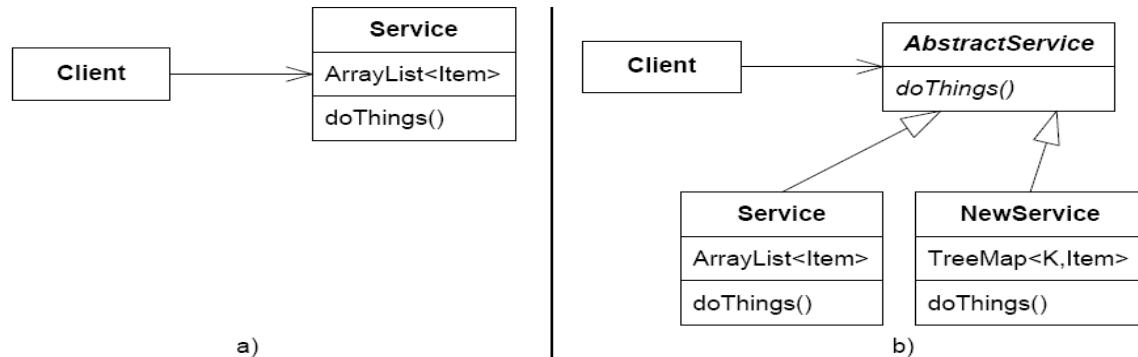 Client
Service
ArrayList<Item>
doThings()
a)
Client
AbstractService
doThings()
Service
ArrayList<Item>
doThings()
NewService
TreeMap<K,Item>
doThings()
b)